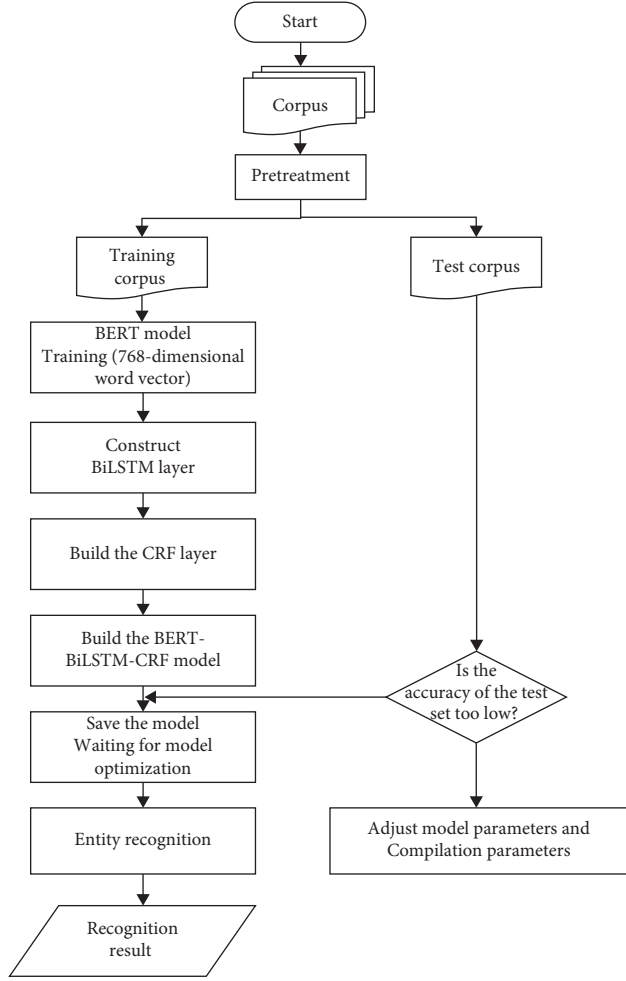 Start
Corpus
Pretreatment
Training
corpus
Test corpus
BERT model
Training (768-dimensional
word vector)
Construct
BiLSTM layer
Build the CRF layer
Build the BERT-
BiLSTM-CRF model
Is the
accuracy of the test
set too low?
Save the model
Waiting for model
optimization
Entity recognition
Adjust model parameters and
Compilation parameters
Recognition
result